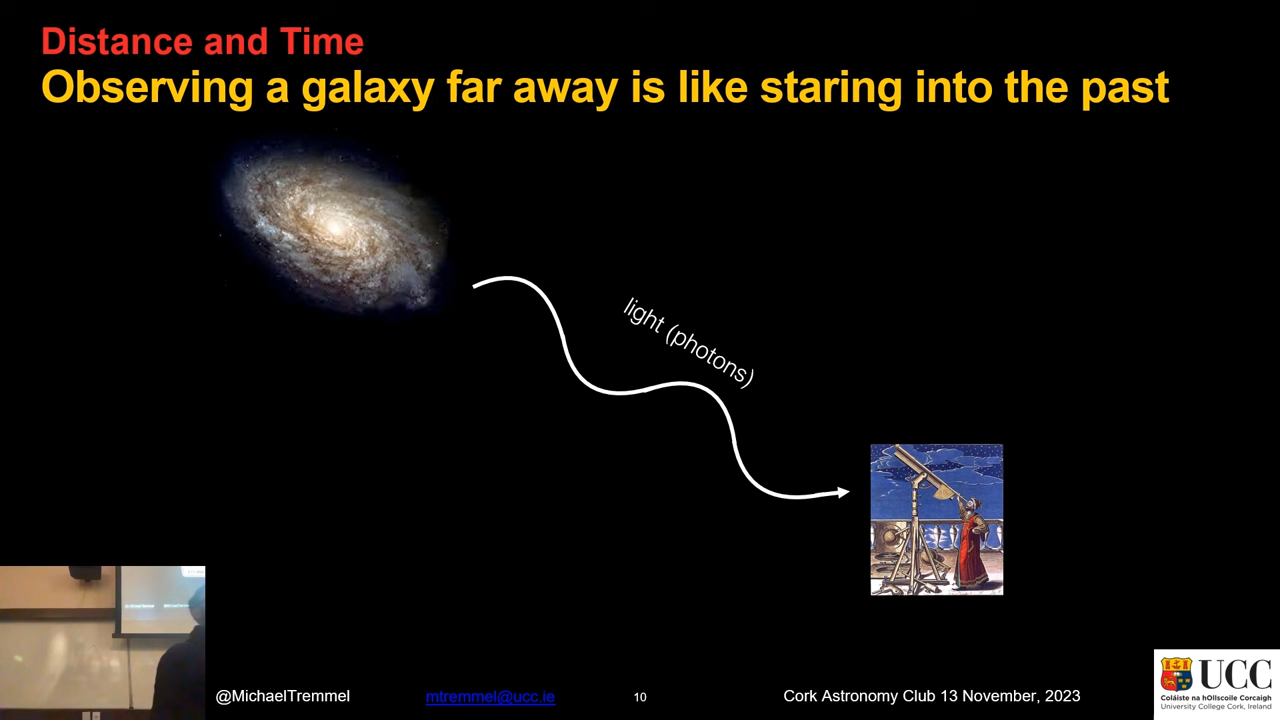 Distance and Time
Observing a galaxy far away is like staring into the past
light (photons)
@MichaelTremmel
mtremmel@ucc.ie
10
Cork Astronomy Club 13 November, 2023
UCC
Coláiste na hOllscoile Corcaigh
University College Cork, Ireland